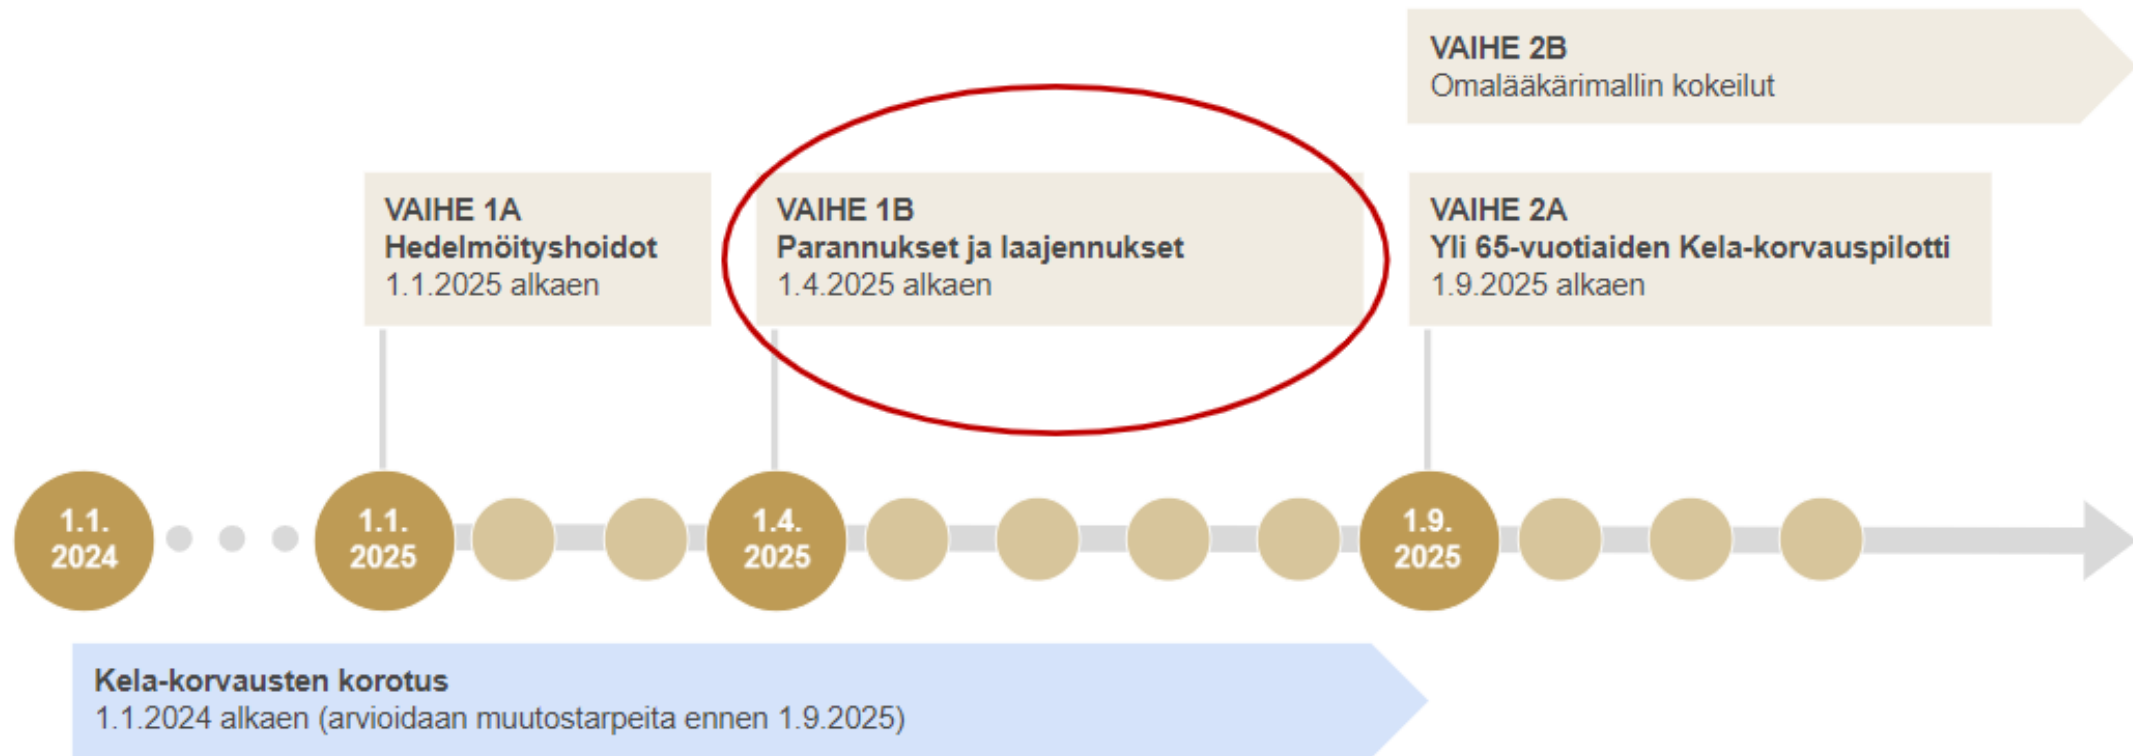 VAIHE 2B
Omalääkärimallin kokeilut
VAIHE 1A
Hedelmöityshoidot
1.1.2025 alkaen
VAIHE 1B
Parannukset ja laajennukset
1.4.2025 alkaen
VAIHE 2A
Yli 65-vuotiaiden Kela-korvauspilotti
1.9.2025 alkaen
1.1.
2024
1.1.
2025
1.4.
2025
1.9.
2025
Kela-korvausten korotus
1.1.2024 alkaen (arvioidaan muutostarpeita ennen 1.9.2025)